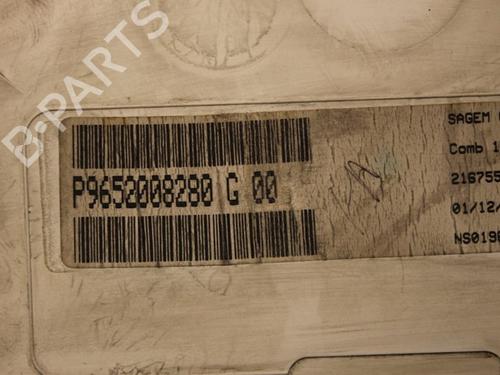 B-PARTS
P9652008280 G 00
SAGEM
Comb 1
216755
01/12/
NS019